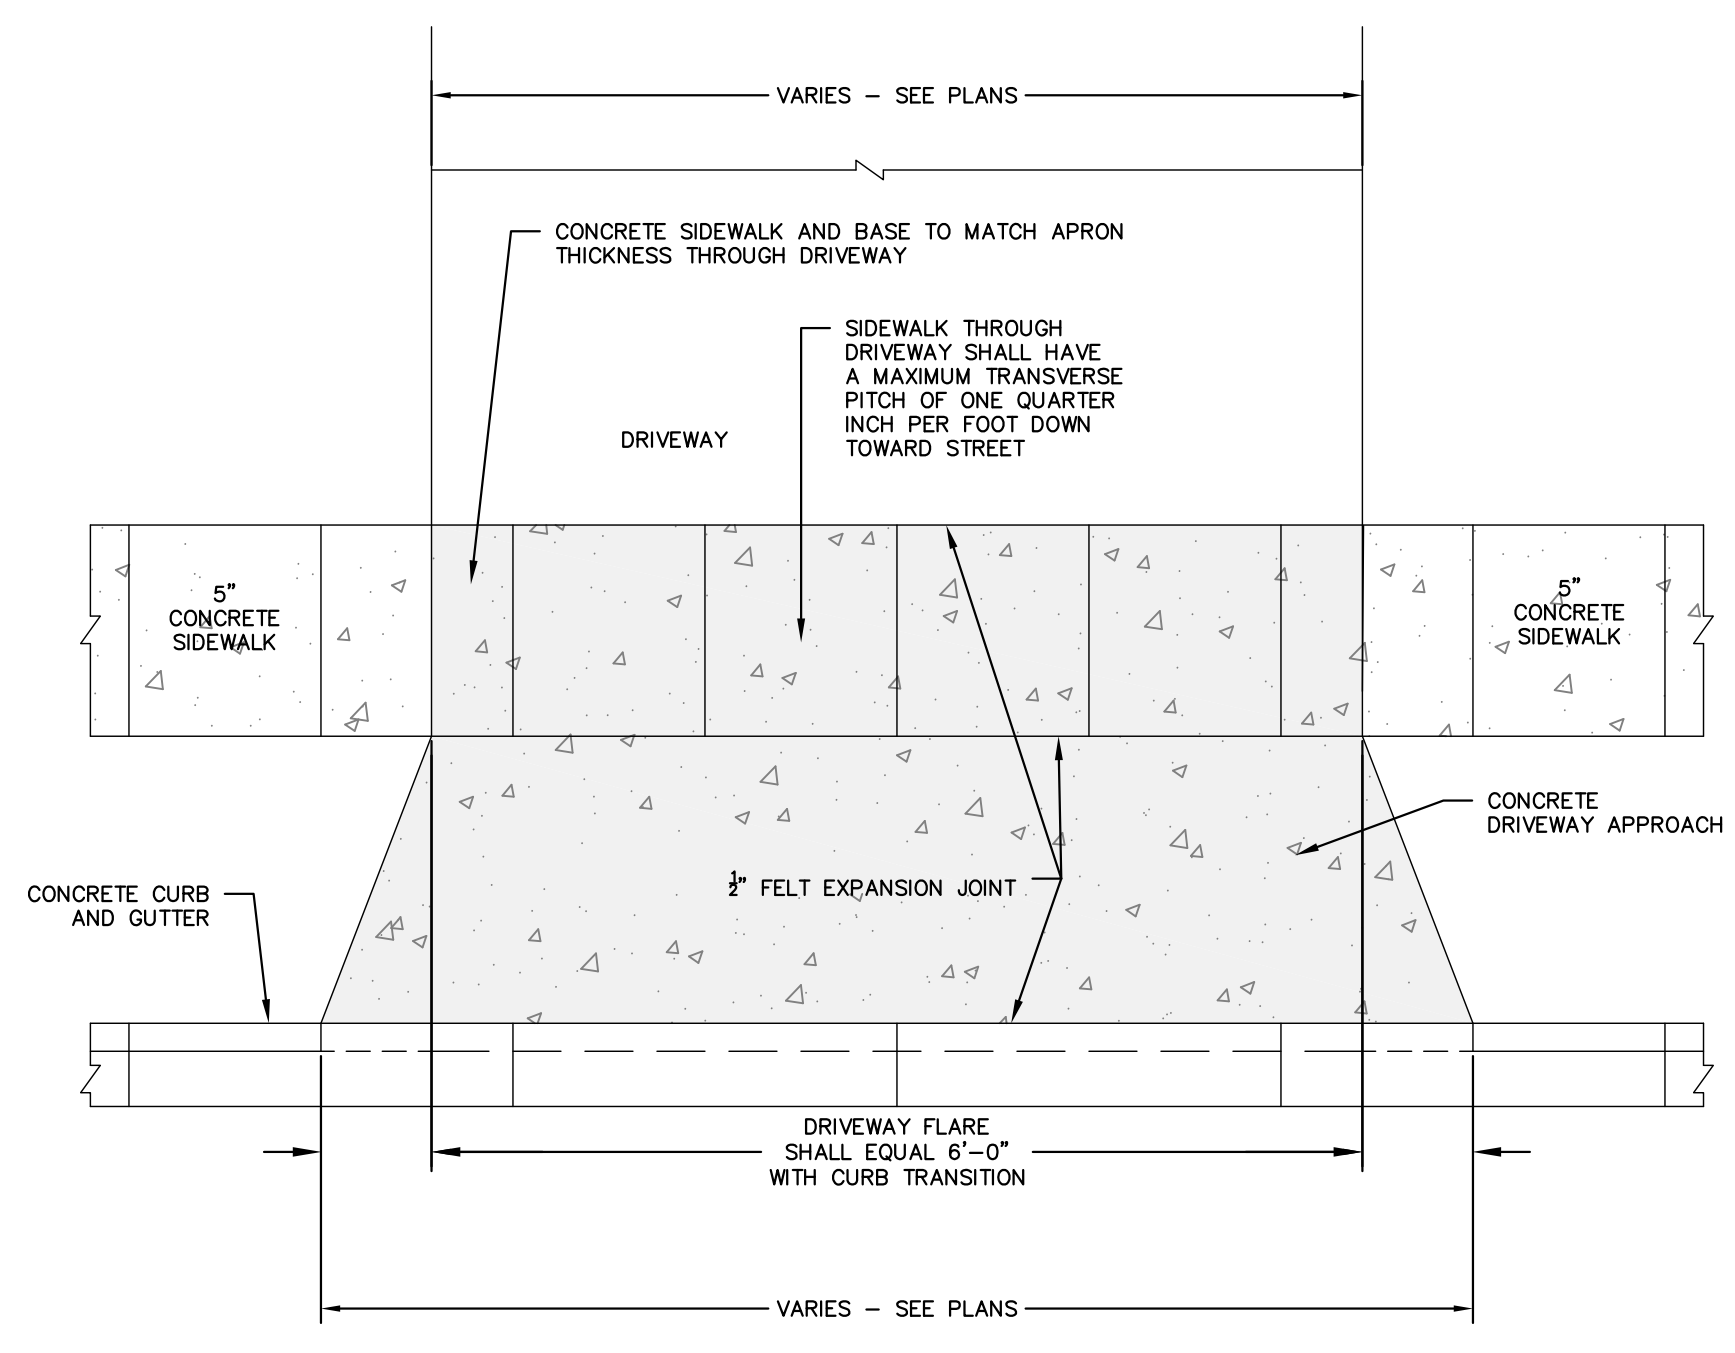 VARIES - SEE PLANS
CONCRETE SIDEWALK AND BASE TO MATCH APRON
THICKNESS THROUGH DRIVEWAY
SIDEWALK THROUGH
DRIVEWAY SHALL HAVE
A MAXIMUM TRANSVERSE
PITCH OF ONE QUARTER
INCH PER FOOT DOWN
TOWARD STREET
DRIVEWAY
5"
CONCRETE
SIDEWALK
5"
CONCRETE
SIDEWALK
CONCRETE
DRIVEWAY APPROACH
½" FELT EXPANSION JOINT
CONCRETE CURB
AND GUTTER
DRIVEWAY FLARE
SHALL EQUAL 6'-0"
WITH CURB TRANSITION
VARIES - SEE PLANS